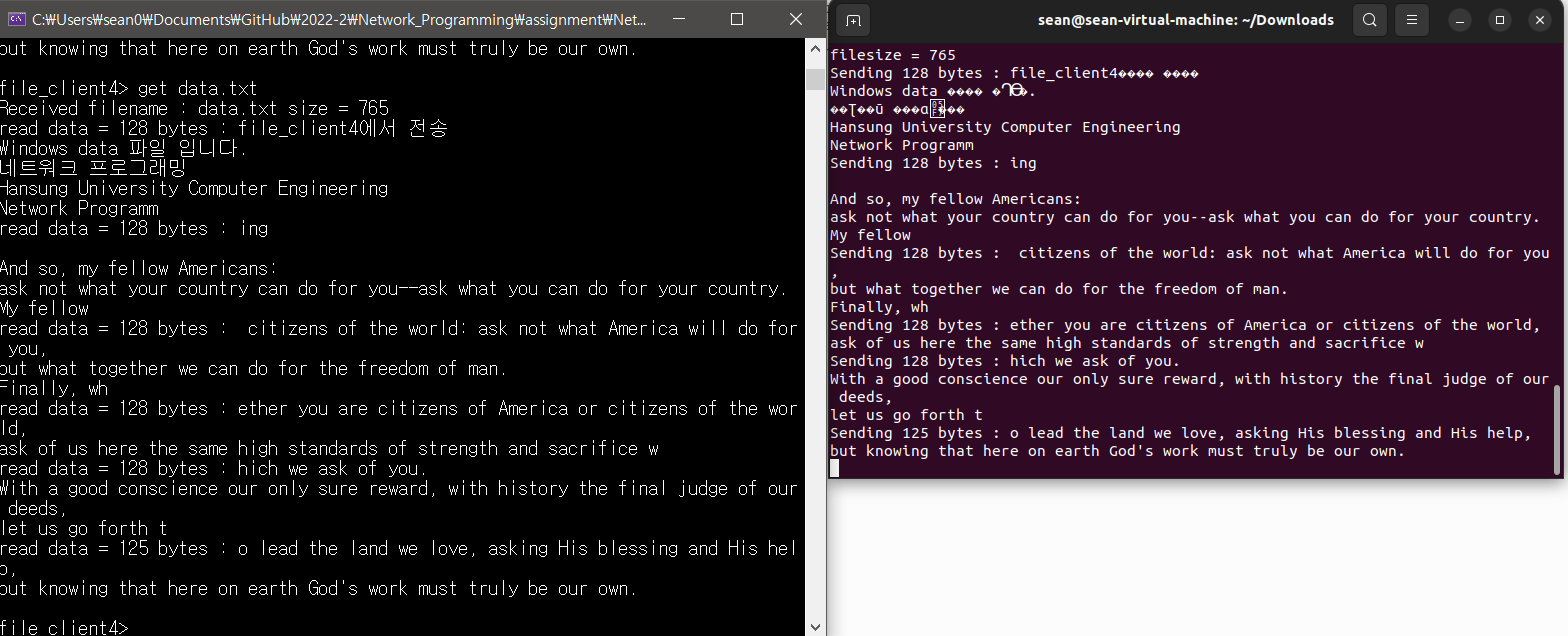 C:₩Users₩sean0₩Documents₩GitHub₩2022-2₩Network_Programming₩assignment₩Net...
but knowing that here on earth God's work must truly be our own.
file_client4> get data.txt
Received filename : data.txt size = 765
read data = 128 bytes : file_client4에서 전송
Windows data 파일 입니다.
네트워크 프로그래밍
Hansung University Computer Engineering
Network Programm
read data = 128 bytes : ing
And so, my fellow Americans:
ask not what your country can do for you--ask what you can do for your country.
My fellow
read data = 128 bytes :  citizens of the world: ask not what America will do for
 you,
but what together we can do for the freedom of man.
Finally, wh
read data = 128 bytes : ether you are citizens of America or citizens of the wor
ld,
ask of us here the same high standards of strength and sacrifice w
read data = 128 bytes : hich we ask of you.
With a good conscience our only sure reward, with history the final judge of our
 deeds,
let us go forth t
read data = 125 bytes : o lead the land we love, asking His blessing and His hel
p,
but knowing that here on earth God's work must truly be our own.
file_client4>
sean@sean-virtual-machine: ~/Downloads
filesize = 765
Sending 128 bytes : file_client4���� ����
Windows data ����
Hansung University Computer Engineering
Network Programm
Sending 128 bytes : ing
And so, my fellow Americans:
ask not what your country can do for you--ask what you can do for your country.
My fellow
Sending 128 bytes :  citizens of the world: ask not what America will do for you
,
but what together we can do for the freedom of man.
Finally, wh
Sending 128 bytes : ether you are citizens of America or citizens of the world,
ask of us here the same high standards of strength and sacrifice w
Sending 128 bytes : hich we ask of you.
With a good conscience our only sure reward, with history the final judge of our
 deeds,
let us go forth t
Sending 125 bytes : o lead the land we love, asking His blessing and His help,
but knowing that here on earth God's work must truly be our own.